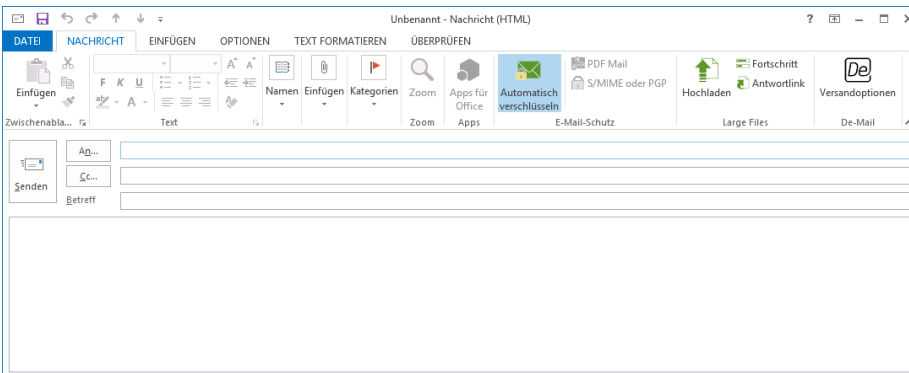 Unbenannt - Nachricht (HTML)
DATEI NACHRICHT EINFÜGEN OPTIONEN TEXT FORMATIEREN ÜBERPRÜFEN
Einfügen
F K U
Namen Einfügen Kategorien
Zoom
Apps für
Office
Automatisch
verschlüsseln
PDF Mail
S/MIME oder PGP
Hochladen
Fortschritt
Antwortlink
De
Versandoptionen
Zwischenabla... Text Zoom Apps E-Mail-Schutz Large Files De-Mail
Senden
An...
Cc...
Betreff